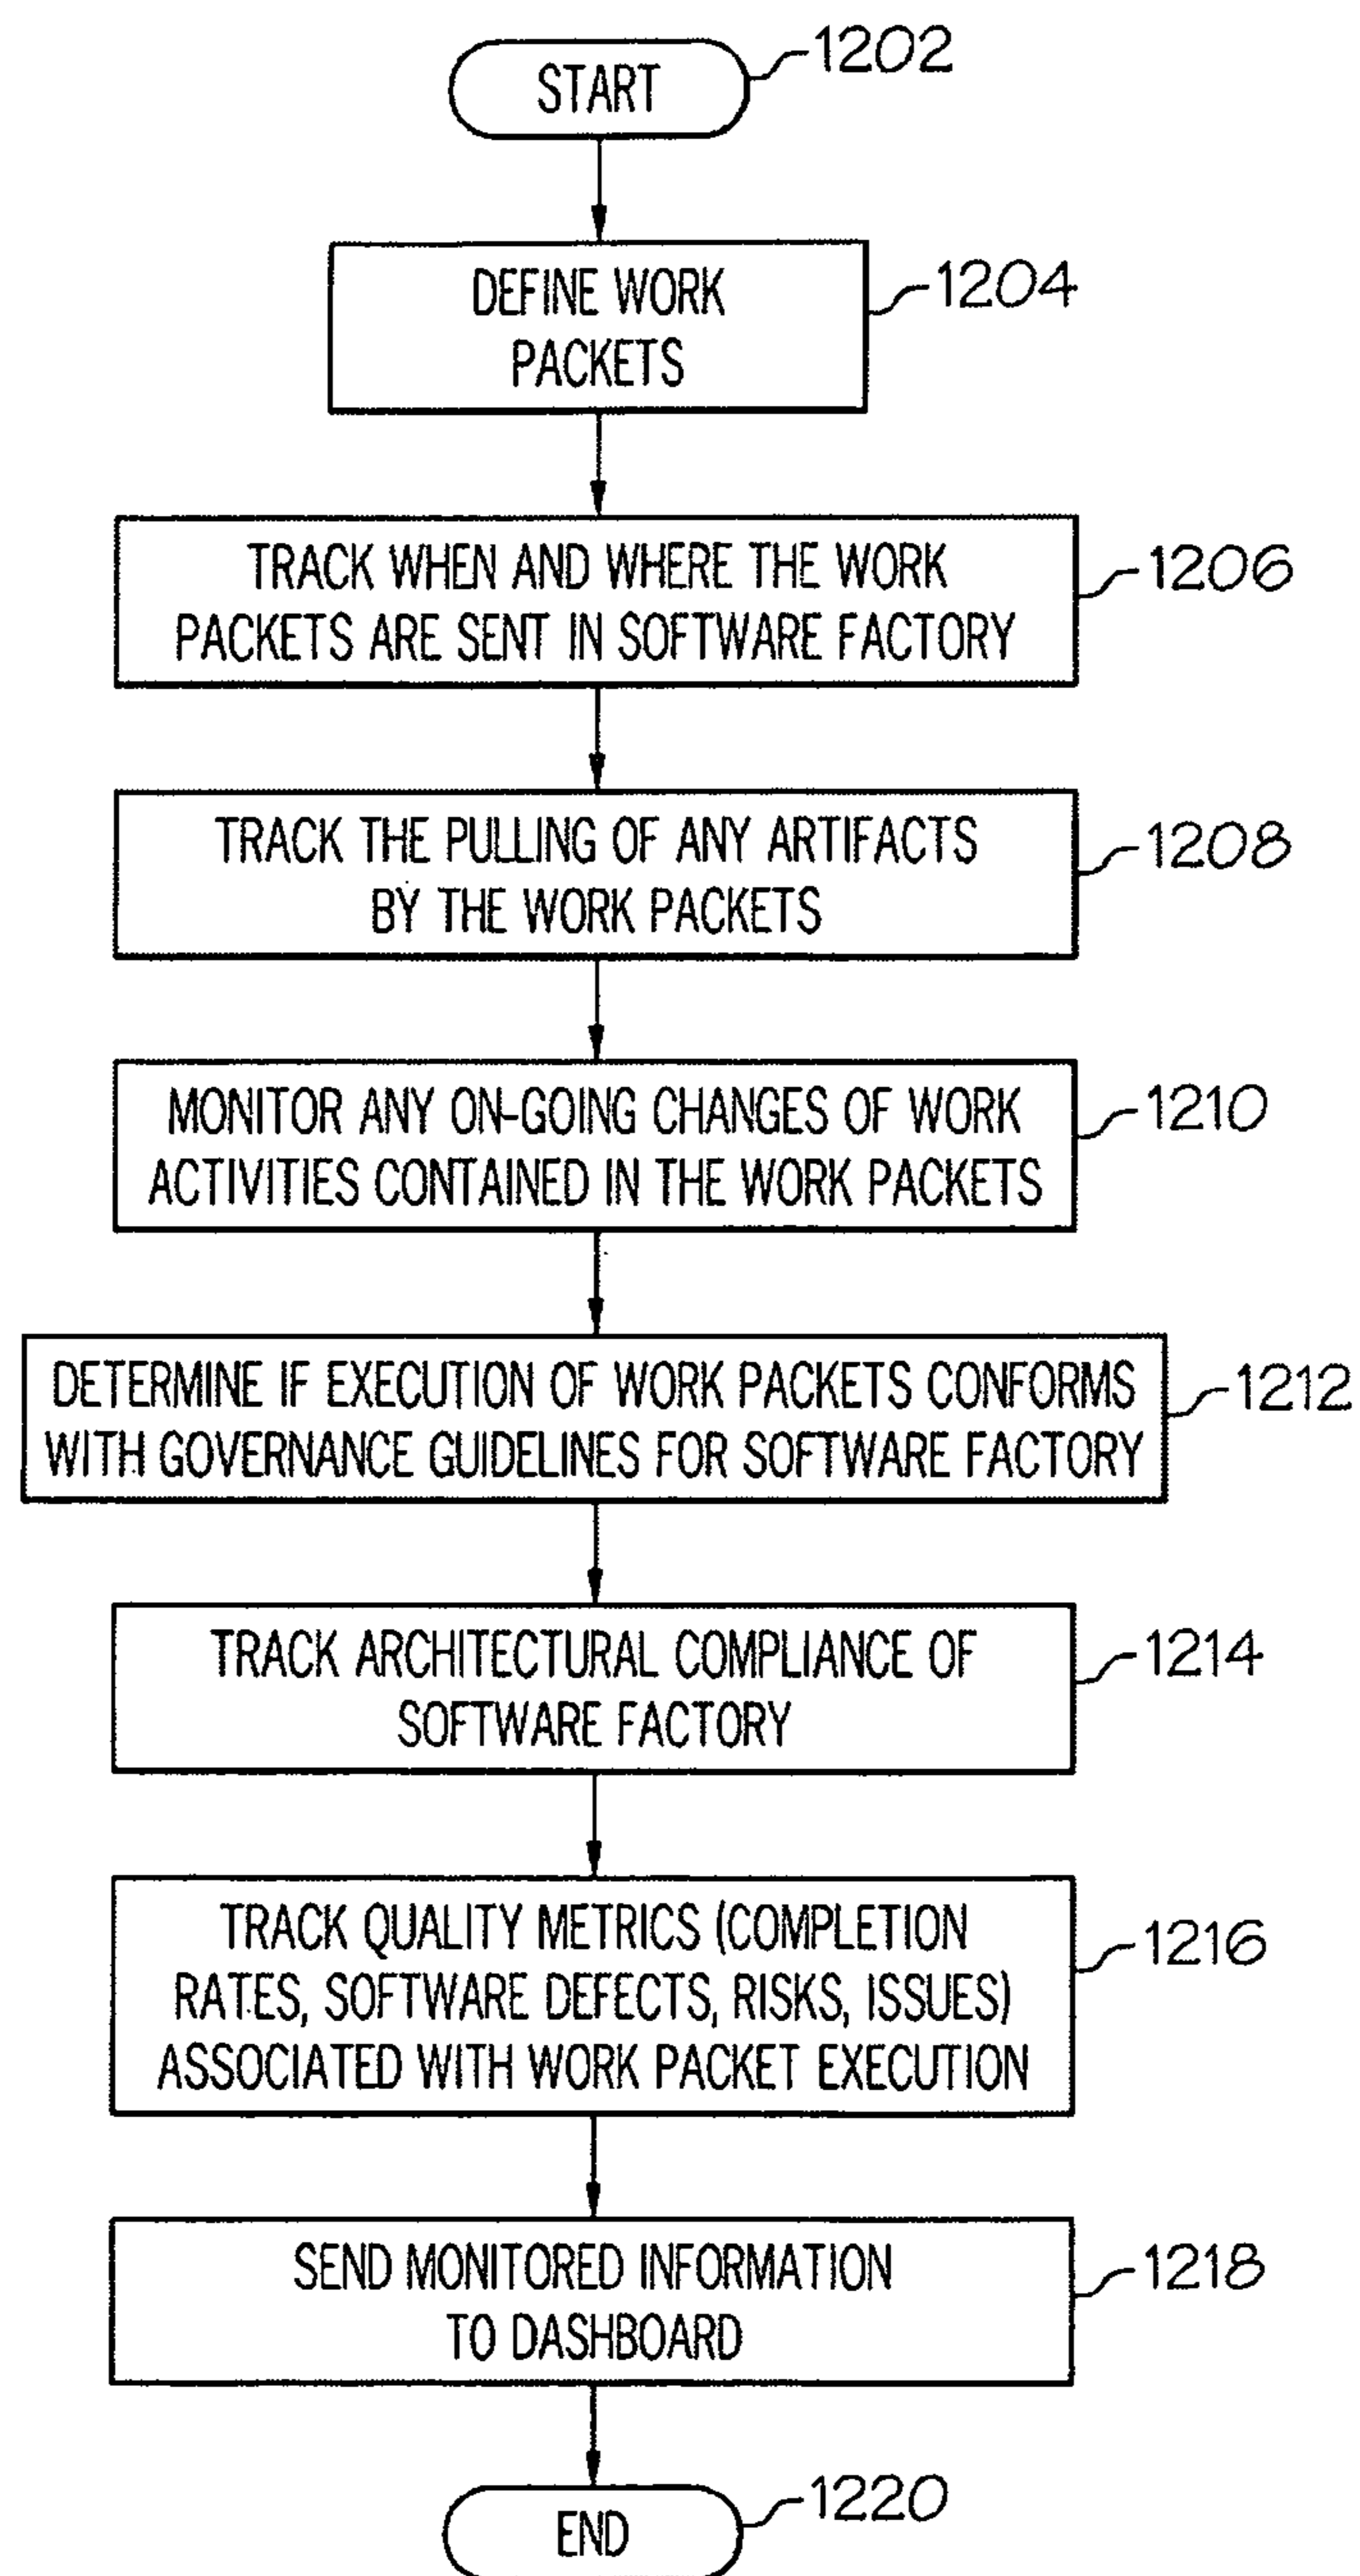 START
1202
DEFINE WORK
PACKETS
1204
TRACK WHEN AND WHERE THE WORK
PACKETS ARE SENT IN SOFTWARE FACTORY
1206
TRACK THE PULLING OF ANY ARTIFACTS
BY THE WORK PACKETS
1208
MONITOR ANY ON-GOING CHANGES OF WORK
ACTIVITIES CONTAINED IN THE WORK PACKETS
1210
DETERMINE IF EXECUTION OF WORK PACKETS CONFORMS
WITH GOVERNANCE GUIDELINES FOR SOFTWARE FACTORY
1212
TRACK ARCHITECTURAL COMPLIANCE OF
SOFTWARE FACTORY
1214
TRACK QUALITY METRICS (COMPLETION
RATES, SOFTWARE DEFECTS, RISKS, ISSUES)
ASSOCIATED WITH WORK PACKET EXECUTION
1216
SEND MONITORED INFORMATION
TO DASHBOARD
1218
END
1220